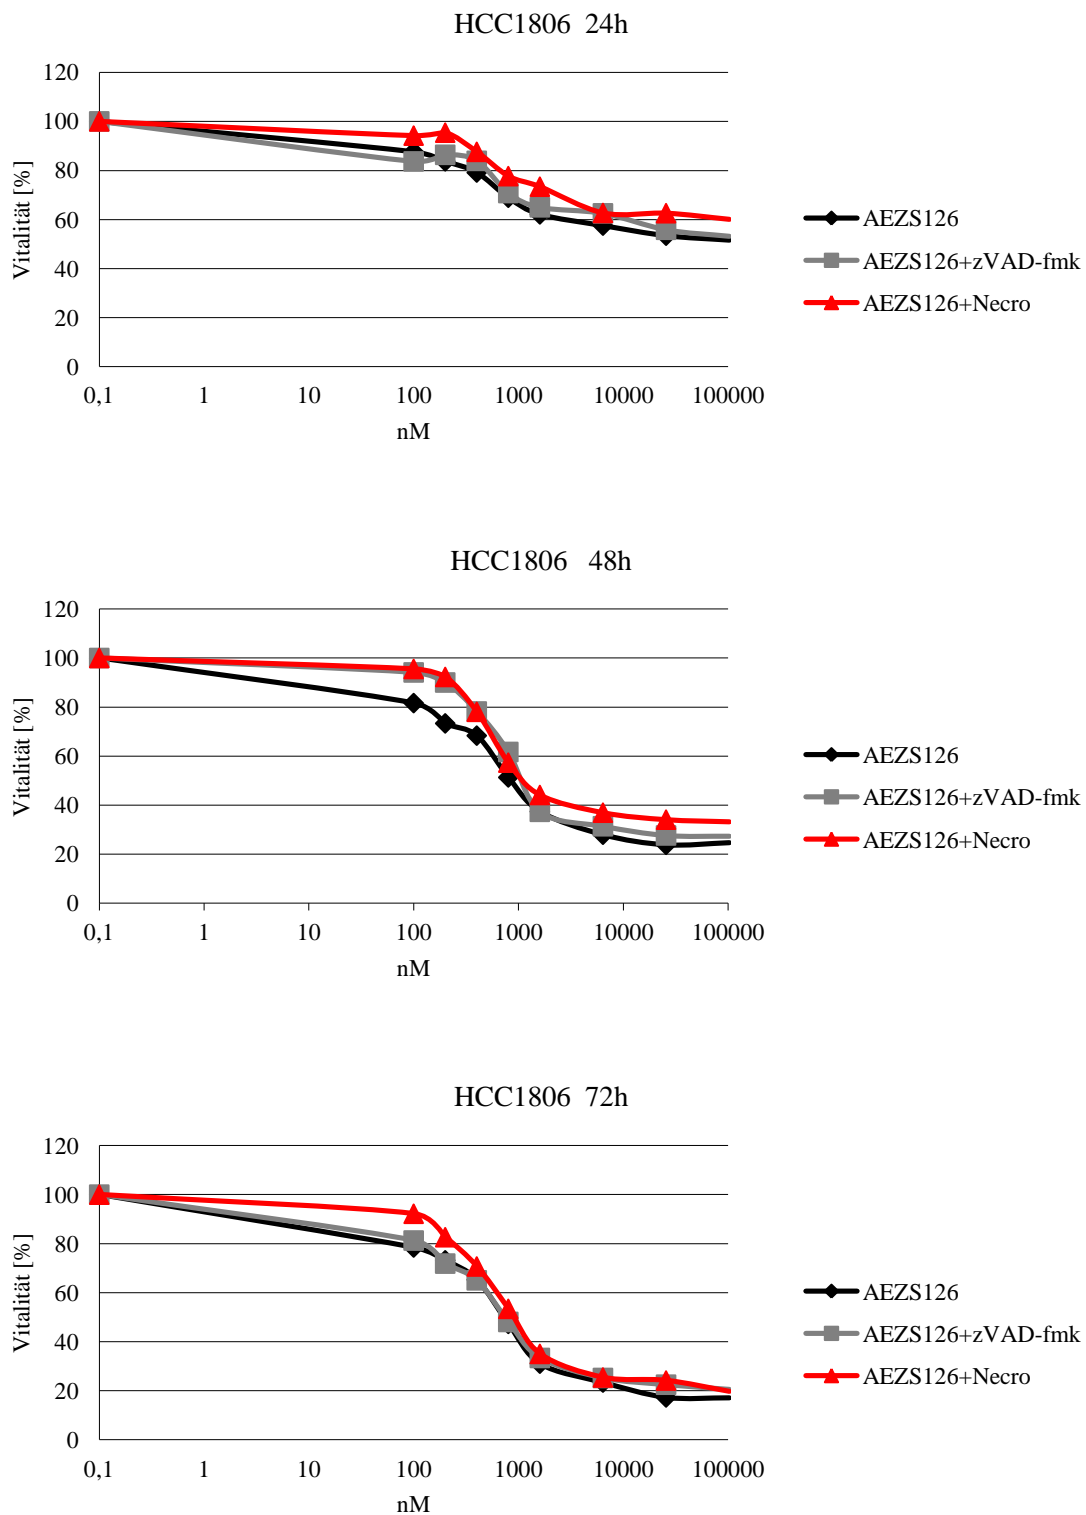 HCC1806  24h
120
100
80
60
40
20
0
Vitalität [%]
0,1 1 10 100 1000 10000 100000
nM
AEZS126
AEZS126+zVAD-fmk
AEZS126+Necro
HCC1806   48h
120
100
80
60
40
20
0
Vitalität [%]
0,1 1 10 100 1000 10000 100000
nM
AEZS126
AEZS126+zVAD-fmk
AEZS126+Necro
HCC1806  72h
120
100
80
60
40
20
0
Vitalität [%]
0,1 1 10 100 1000 10000 100000
nM
AEZS126
AEZS126+zVAD-fmk
AEZS126+Necro